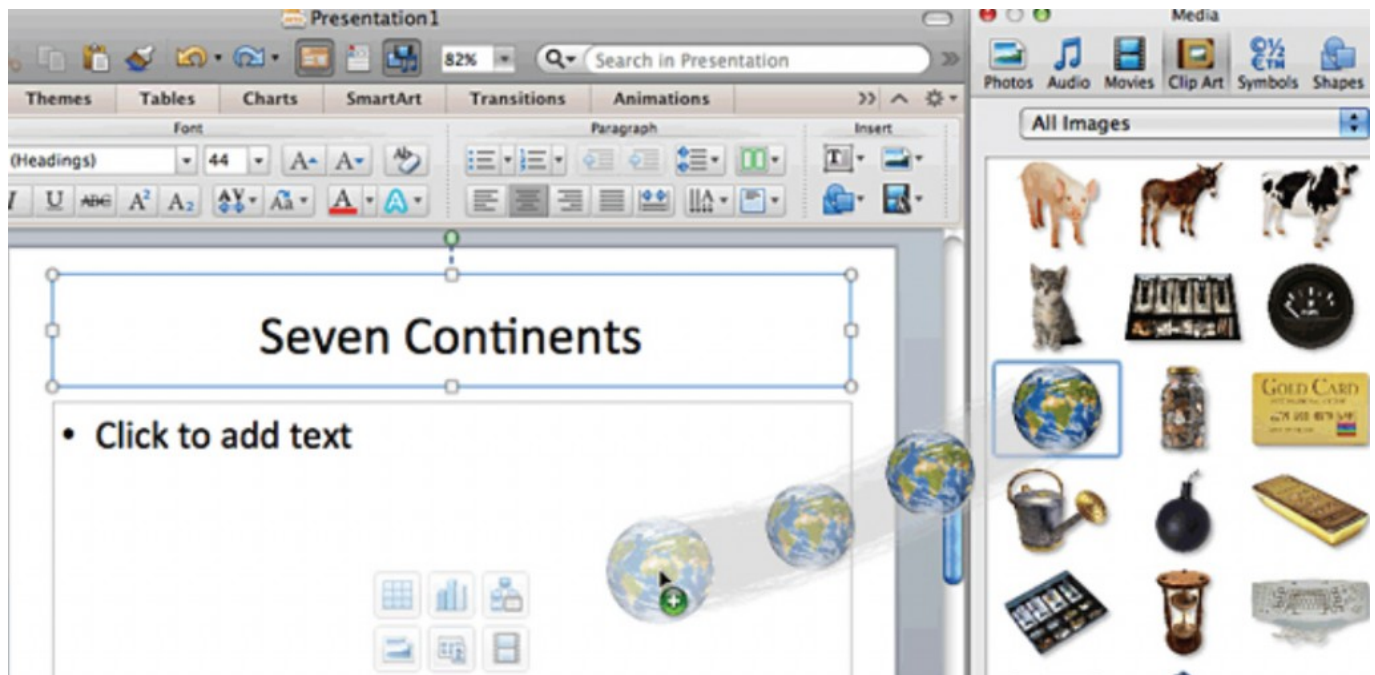 Presentation1
Media
82%
Search in Presentation
Photos Audio Movies Clip Art Symbols Shapes
Themes Tables Charts SmartArt Transitions Animations
Font Paragraph Insert
All Images
(Headings) 44
Seven Continents
• Click to add text
GOLD CARD